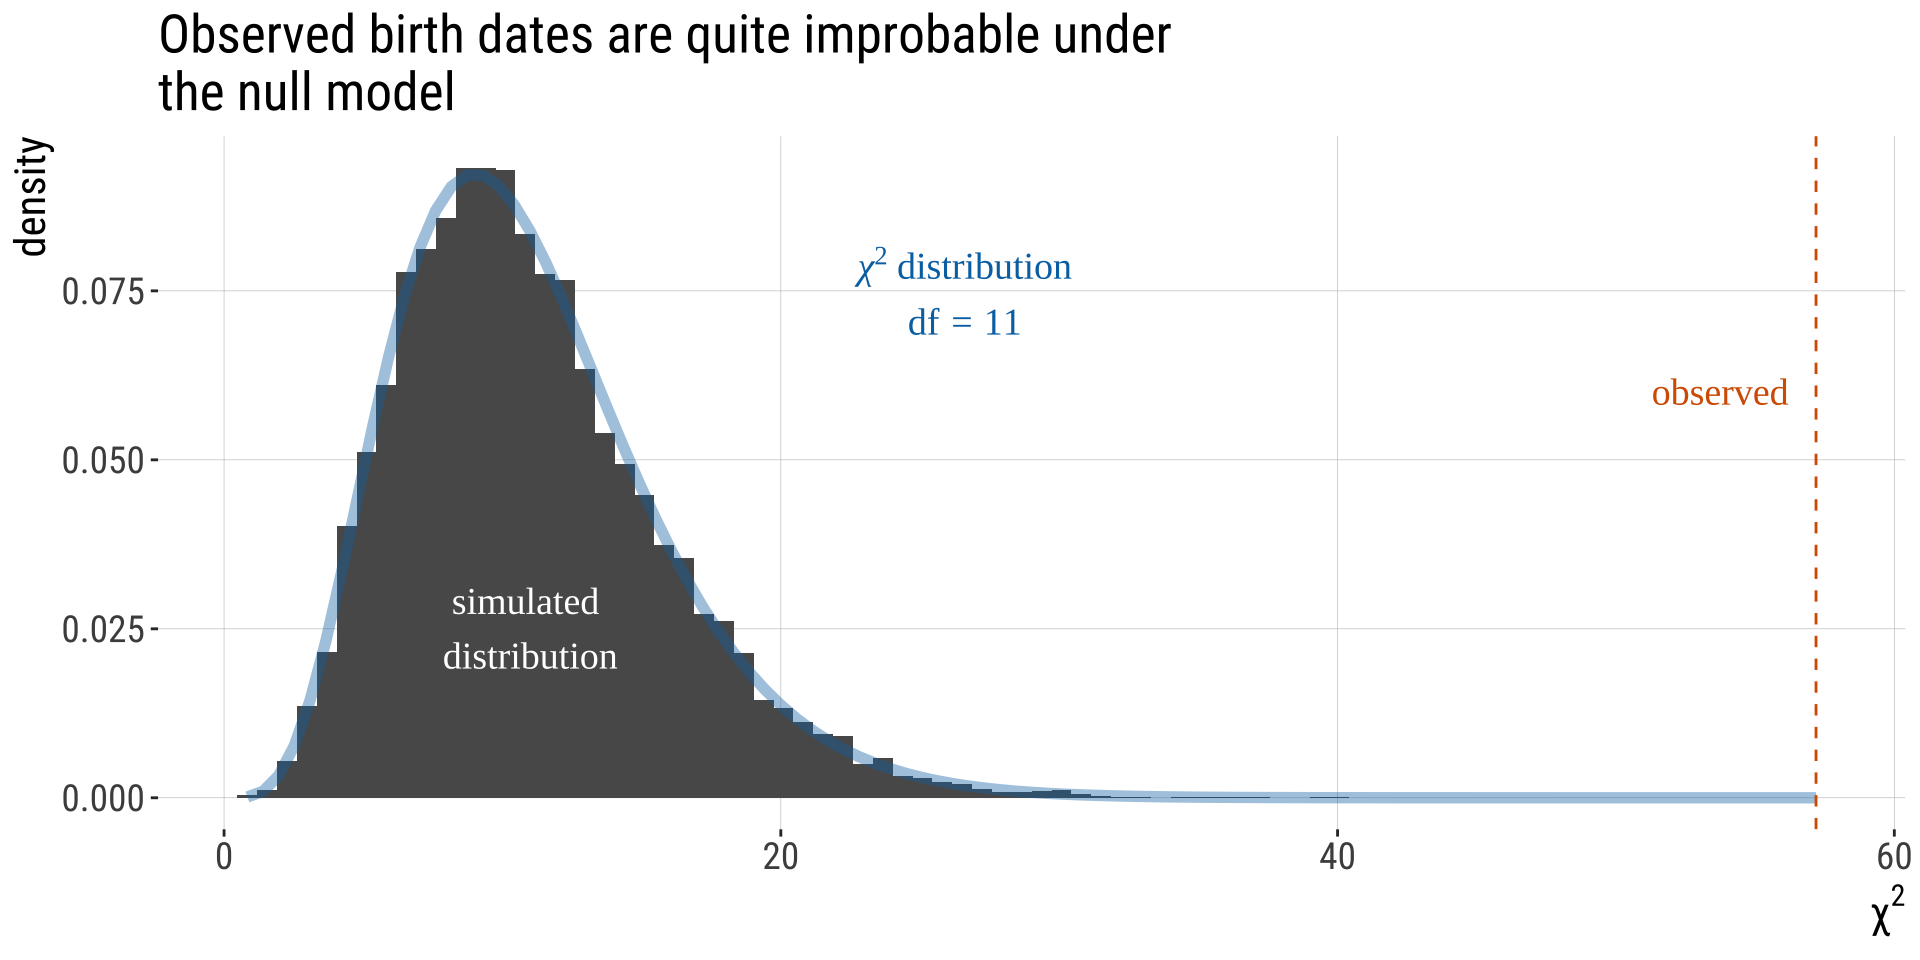 Observed birth dates are quite improbable under
the null model
density
χ² distribution
df = 11
observed
simulated
distribution
0.075
0.050
0.025
0.000
0 20 40 60
χ²